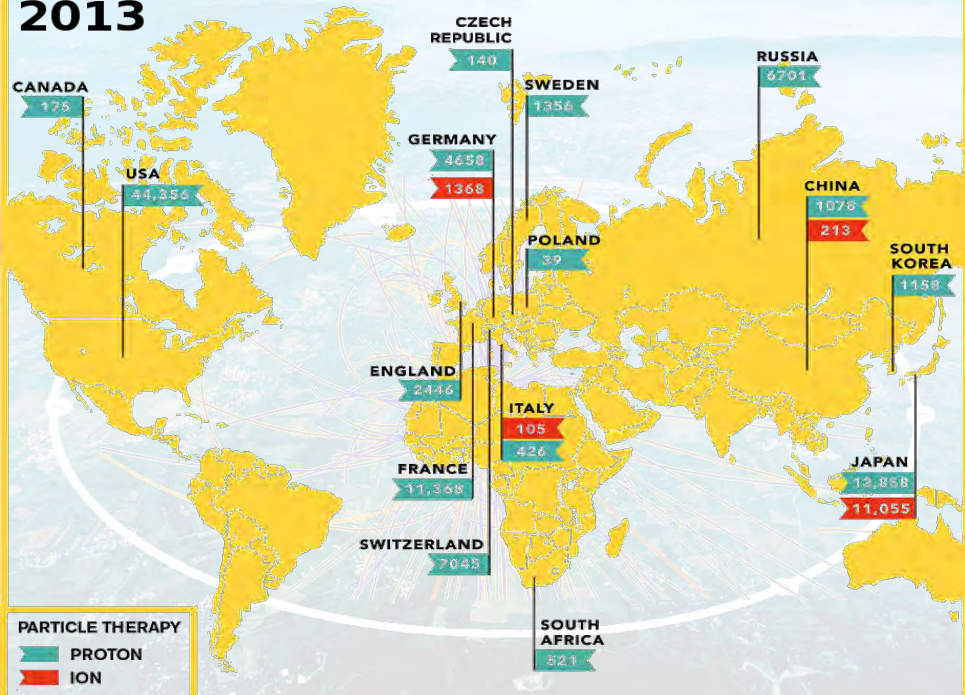 2013
CZECH
REPUBLIC
140
RUSSIA
6701
CANADA
175
SWEDEN
1356
GERMANY
4658
1368
USA
44,356
CHINA
1078
213
POLAND
39
SOUTH
KOREA
1158
ENGLAND
2446
ITALY
105
426
FRANCE
11,368
JAPAN
11,055
SWITZERLAND
7045
SOUTH
AFRICA
521
PARTICLE THERAPY
PROTON
ION